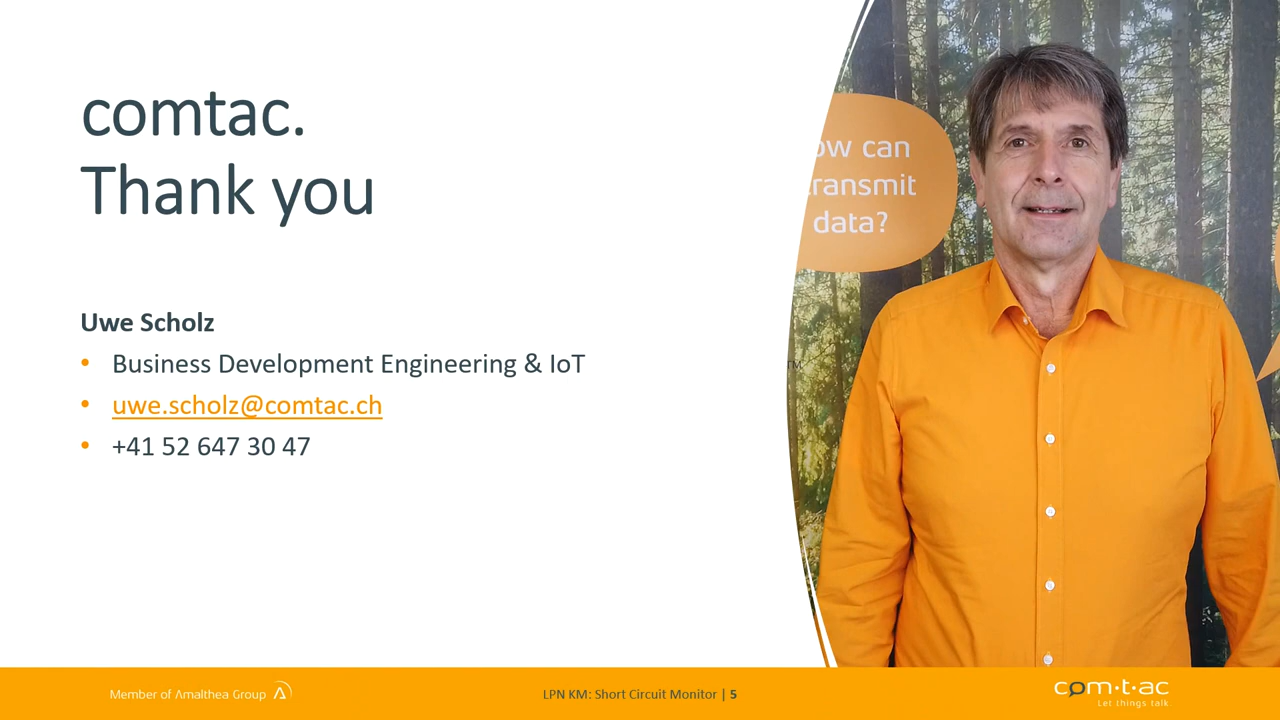 comtac.
Thank you
Uwe Scholz
• Business Development Engineering & IoT
• uwe.scholz@comtac.ch
• +41 52 647 30 47
ow can
transmit
data?
TM
Member of Amalthea Group
LPN KM: Short Circuit Monitor | 5
com·t·ac
Let things talk.